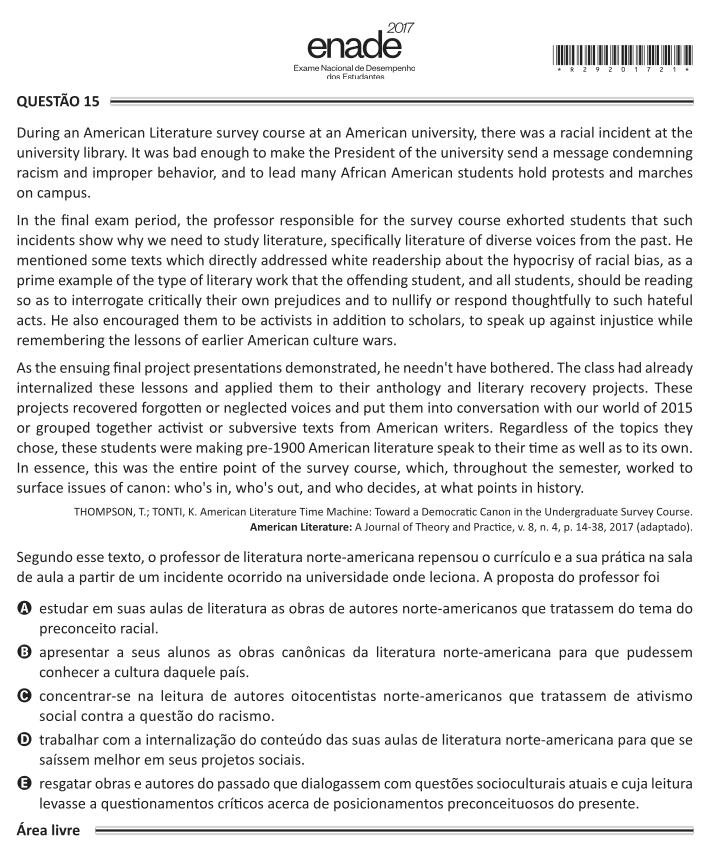 2017
enade
Exame Nacional de Desempenho
dos Estudantes
* R 2 9 2 0 1 7 2 1 *
QUESTÃO 15
During an American Literature survey course at an American university, there was a racial incident at the
university library. It was bad enough to make the President of the university send a message condemning
racism and improper behavior, and to lead many African American students hold protests and marches
on campus.
In the final exam period, the professor responsible for the survey course exhorted students that such
incidents show why we need to study literature, specifically literature of diverse voices from the past. He
mentioned some texts which directly addressed white readership about the hypocrisy of racial bias, as a
prime example of the type of literary work that the offending student, and all students, should be reading
so as to interrogate critically their own prejudices and to nullify or respond thoughtfully to such hateful
acts. He also encouraged them to be activists in addition to scholars, to speak up against injustice while
remembering the lessons of earlier American culture wars.
As the ensuing final project presentations demonstrated, he needn't have bothered. The class had already
internalized these lessons and applied them to their anthology and literary recovery projects. These
projects recovered forgotten or neglected voices and put them into conversation with our world of 2015
or grouped together activist or subversive texts from American writers. Regardless of the topics they
chose, these students were making pre-1900 American literature speak to their time as well as to its own.
In essence, this was the entire point of the survey course, which, throughout the semester, worked to
surface issues of canon: who's in, who's out, and who decides, at what points in history.
THOMPSON, T.; TONTI, K. American Literature Time Machine: Toward a Democratic Canon in the Undergraduate Survey Course.
American Literature: A Journal of Theory and Practice, v. 8, n. 4, p. 14-38, 2017 (adaptado).
Segundo esse texto, o professor de literatura norte-americana repensou o currículo e a sua prática na sala
de aula a partir de um incidente ocorrido na universidade onde leciona. A proposta do professor foi
A estudar em suas aulas de literatura as obras de autores norte-americanos que tratassem do tema do
preconceito racial.
B apresentar a seus alunos as obras canônicas da literatura norte-americana para que pudessem
conhecer a cultura daquele país.
C concentrar-se na leitura de autores oitocentistas norte-americanos que tratassem de ativismo
social contra a questão do racismo.
D trabalhar com a internalização do conteúdo das suas aulas de literatura norte-americana para que se
saíssem melhor em seus projetos sociais.
E resgatar obras e autores do passado que dialogassem com questões socioculturais atuais e cuja leitura
levasse a questionamentos críticos acerca de posicionamentos preconceituosos do presente.
Área livre